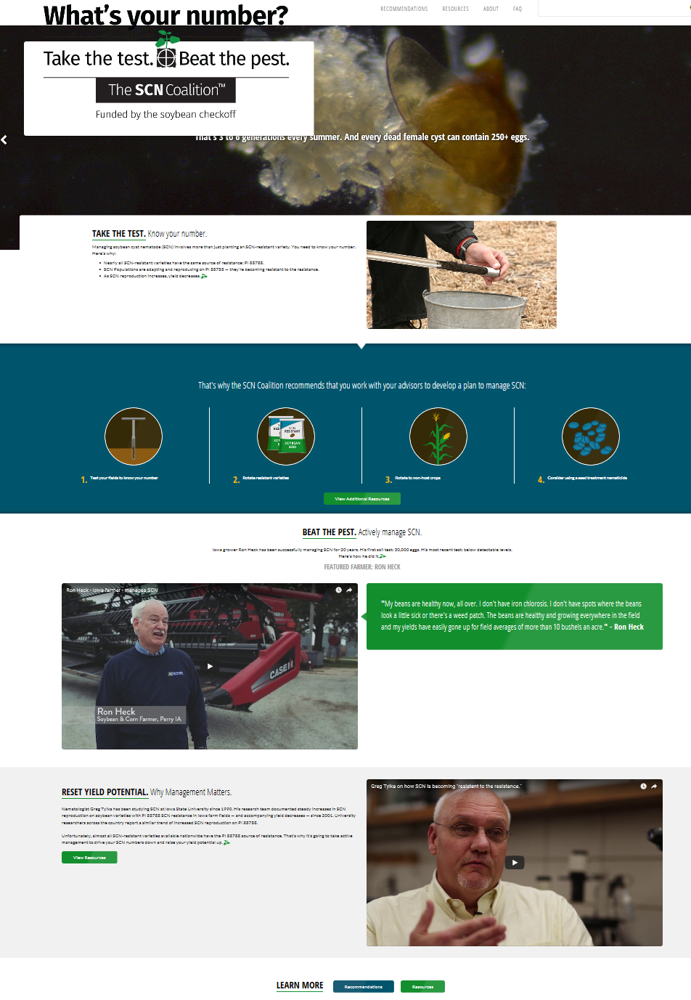 What's your number?
RECOMMENDATIONS RESOURCES ABOUT FAQ
Take the test. Beat the pest.
The SCN Coalition™
Funded by the soybean checkoff
That's 3 to 6 generations every summer. And every dead female cyst can contain 250+ eggs.
TAKE THE TEST. Know your number.
Managing soybean cyst nematode (SCN) involves more than just planting an SCN-resistant variety. You need to know your number.
Here's why:
• Nearly all SCN-resistant varieties have the same source of resistance: PI 88788.
• SCN Populations are adapting and reproducing on PI 88788 — they're becoming resistant to the resistance.
• As SCN reproduction increases, yield decreases.
That's why the SCN Coalition recommends that you work with your advisors to develop a plan to manage SCN:
SCN
RESISTANT
SOYBEAN
SEED
1. Test your fields to know your number
2. Rotate resistant varieties
3. Rotate to non-host crops
4. Consider using a seed treatment nematicide
View Additional Resources
BEAT THE PEST. Actively manage SCN.
Iowa grower Ron Heck has been successfully managing SCN for 20 years. His first soil test: 30,000 eggs. His most recent test: below detectable levels.
Here's how he did it.
FEATURED FARMER: RON HECK
Ron Heck - Iowa farmer - manages SCN
CASE IH
Ron Heck
Soybean & Corn Farmer, Perry IA
"My beans are healthy now, all over. I don't have iron chlorosis. I don't have spots where the beans
look a little sick or there's a weed patch. The beans are healthy and growing everywhere in the field
and my yields have easily gone up for field averages of more than 10 bushels an acre." - Ron Heck
RESET YIELD POTENTIAL. Why Management Matters.
Nematologist Greg Tylka has been studying SCN at Iowa State University since 1990. His research team documented steady increases in SCN
reproduction on soybean varieties with PI 88788 SCN resistance in Iowa farm fields — and accompanying yield decreases — since 2001. University
researchers across the country report a similar trend of increased SCN reproduction on PI 88788.
Unfortunately, almost all SCN-resistant varieties available nationwide have the PI 88788 source of resistance. That's why it's going to take active
management to drive your SCN numbers down and raise your yield potential up.
View Resources
Greg Tylka on how SCN is becoming "resistant to the resistance."
LEARN MORE
Recommendations
Resources